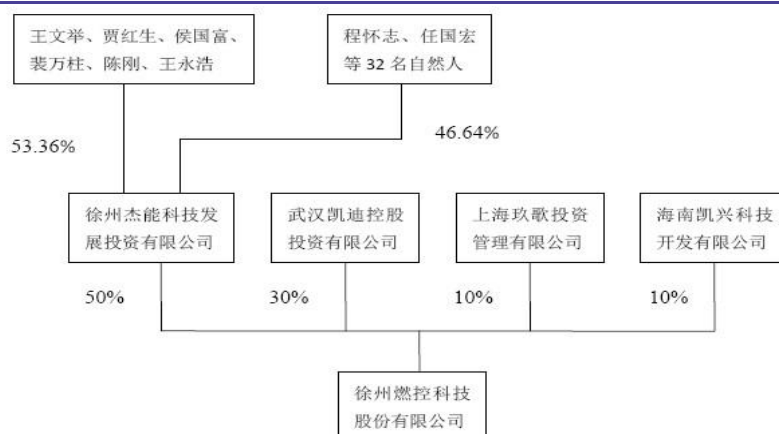 王文举、贾红生、侯国富、
裴万柱、陈刚、王永浩
程怀志、任国宏
等 32 名自然人
53.36%
46.64%
徐州杰能科技发
展投资有限公司
武汉凯迪控股
投资有限公司
上海玖歌投资
管理有限公司
海南凯兴科技
开发有限公司
50%
30%
10%
10%
徐州燃控科技
股份有限公司